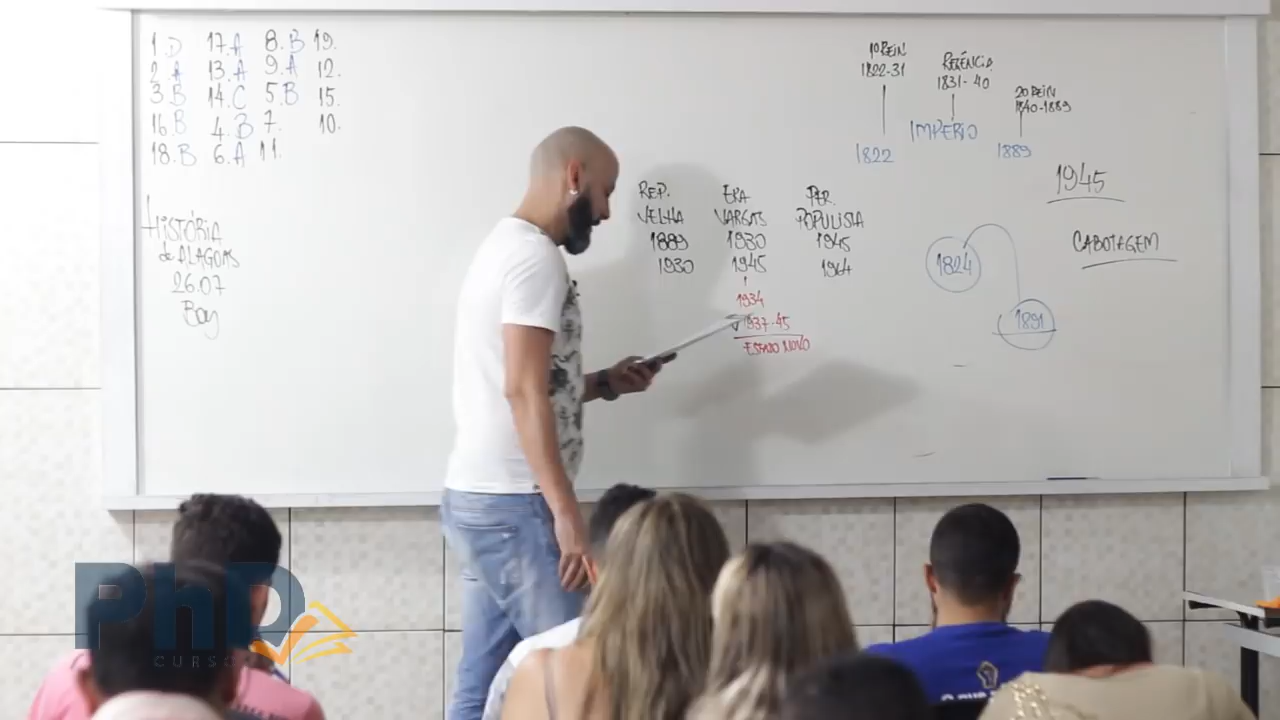 1. D 17. A 8. B 19.
2 A 13. A 9. A 12.
3 B 14. C 5. B 15.
16. B 4. B 7. 10.
18. B 6. A 11.
HISTÓRIA
de ALAGOAS
26.07
Boy
REP.
VELHA
1889
1930
ERA
VARGAS
1930
1945
1934
1937-45
ESTADO NOVO
PER.
POPULISTA
1945
1964
1º REIN
1822-31
REGÊNCIA
1831-40
2º REIN
1840-1889
IMPÉRIO
1822
1889
1945
1824
CABOTAGEM
1891
PhD
CURSO